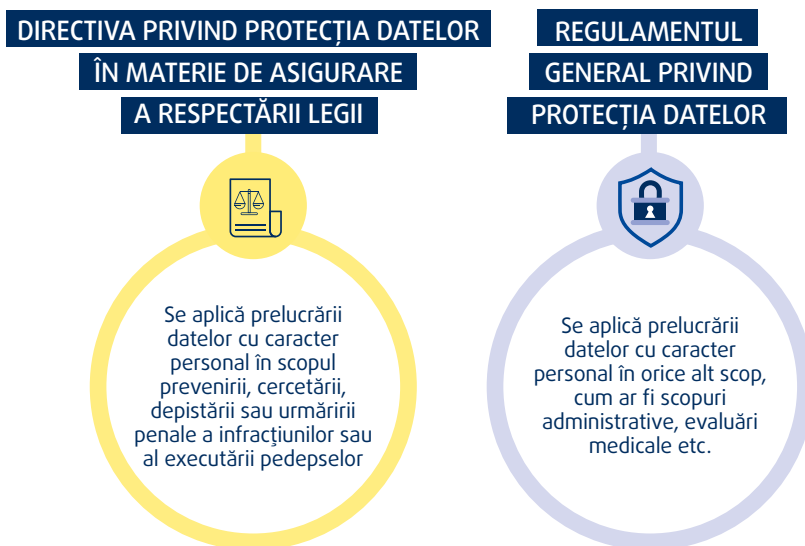 DIRECTIVA PRIVIND PROTECȚIA DATELOR
ÎN MATERIE DE ASIGURARE
A RESPECTĂRII LEGII
Se aplică prelucrării
datelor cu caracter
personal în scopul
prevenirii, cercetării,
depistării sau urmăririi
penale a infracțiunilor sau
al executării pedepselor
REGULAMENTUL
GENERAL PRIVIND
PROTECȚIA DATELOR
Se aplică prelucrării
datelor cu caracter
personal în orice alt scop,
cum ar fi scopuri
administrative, evaluări
medicale etc.